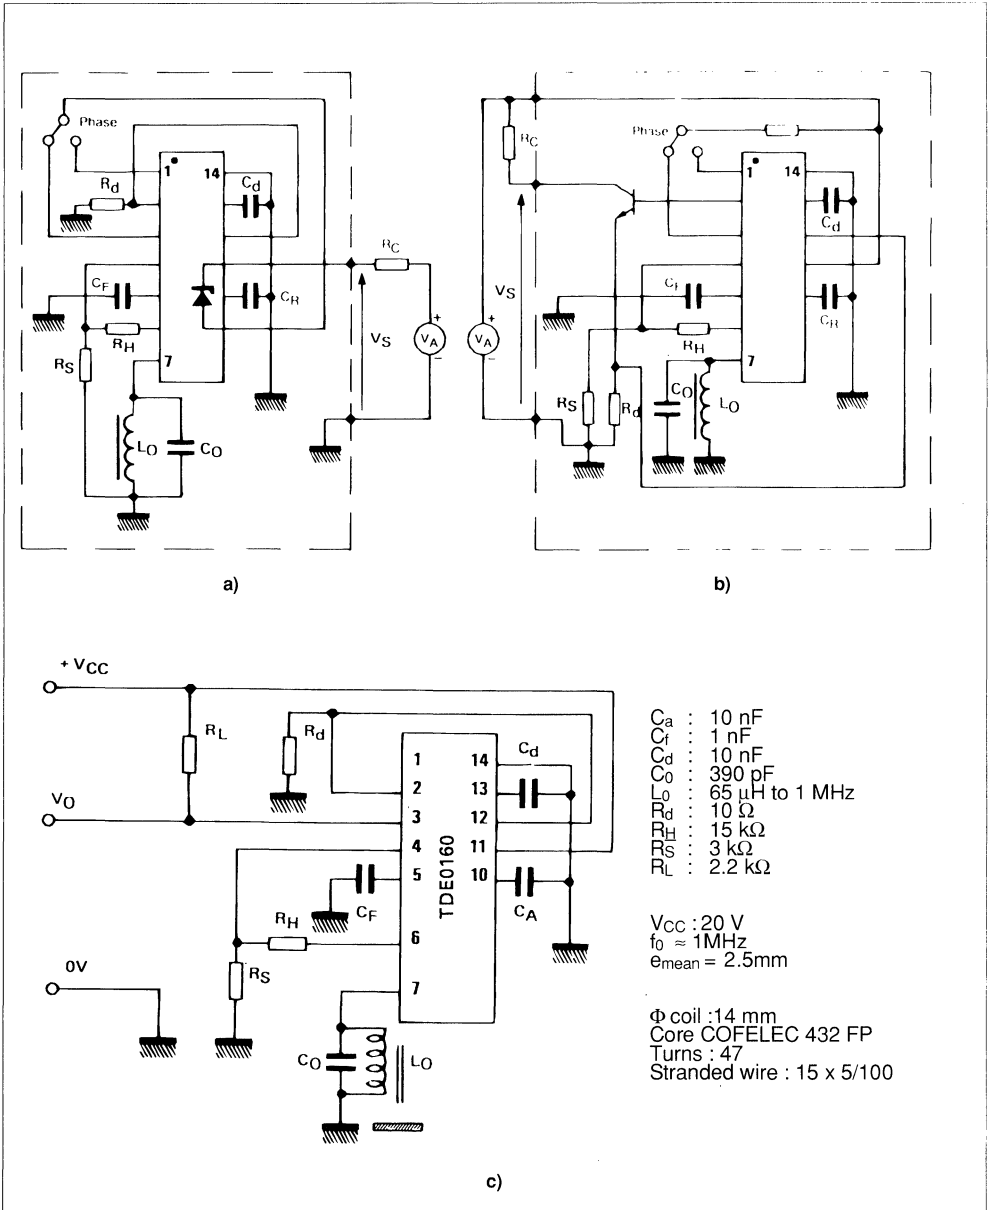 Phase
1
14
Rd
Cd
CF
CR
RH
RS
7
LO
CO
RC
VS
+
VA
-
a)
RC
Phase
1
14
Cd
VS
+
VA
-
CR
RH
7
CO
LO
RS
Rd
b)
+ VCC
RL
Rd
VO
1
2
3
4
5
6
7
14
13
12
11
10
TDE0160
Cd
CA
CF
RH
RS
0V
CO
LO
c)
Ca : 10 nF
Cf : 1 nF
Cd : 10 nF
C0 : 390 pF
L0 : 65 µH to 1 MHz
Rd : 10 Ω
RH : 15 kΩ
RS : 3 kΩ
RL : 2.2 kΩ
VCC : 20 V
f0 ≈ 1MHz
emean = 2.5mm
Φ coil :14 mm
Core COFELEC 432 FP
Turns : 47
Stranded wire : 15 x 5/100